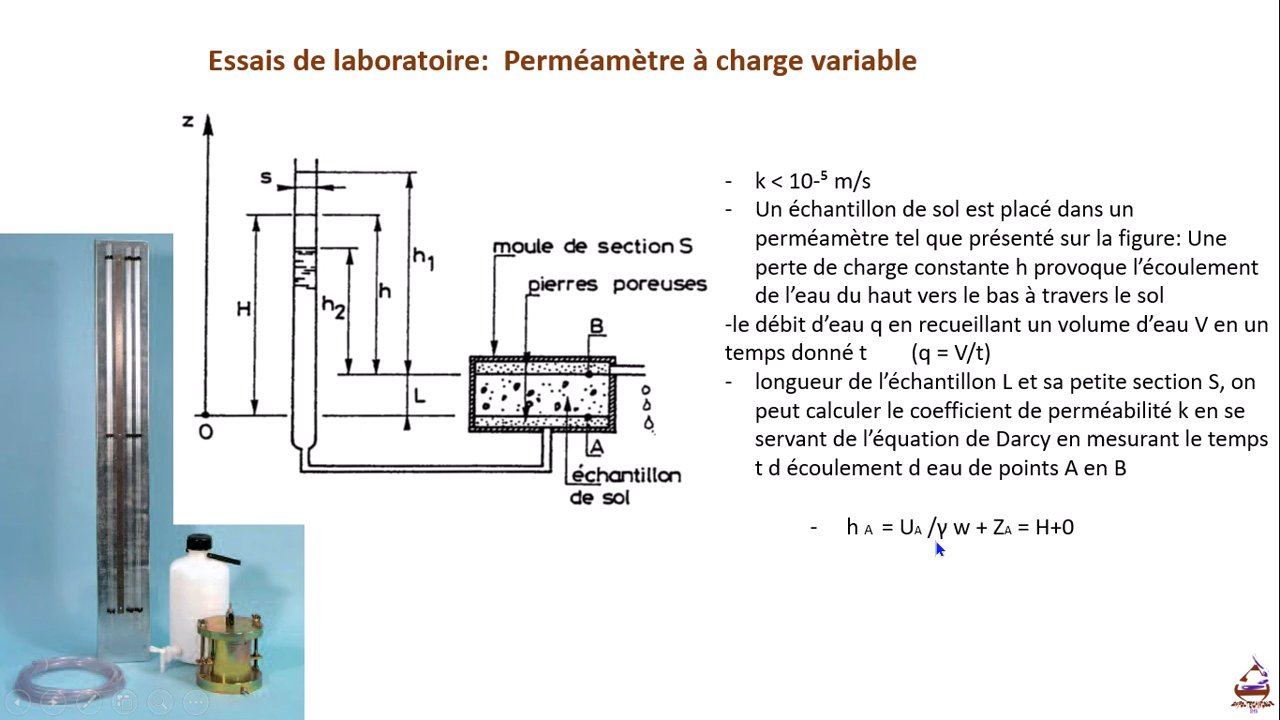 Essais de laboratoire: Perméamètre à charge variable
z
s
h₁
h
h₂
H
L
O
moule de section S
pierres poreuses
B
A
échantillon
de sol
- k < 10-⁵ m/s
- Un échantillon de sol est placé dans un
perméamètre tel que présenté sur la figure: Une
perte de charge constante h provoque l’écoulement
de l’eau du haut vers le bas à travers le sol
-le débit d’eau q en recueillant un volume d’eau V en un
temps donné t (q = V/t)
- longueur de l’échantillon L et sa petite section S, on
peut calculer le coefficient de perméabilité k en se
servant de l’équation de Darcy en mesurant le temps
t d écoulement d eau de points A en B
- h A = UA /γ w + ZA = H+0